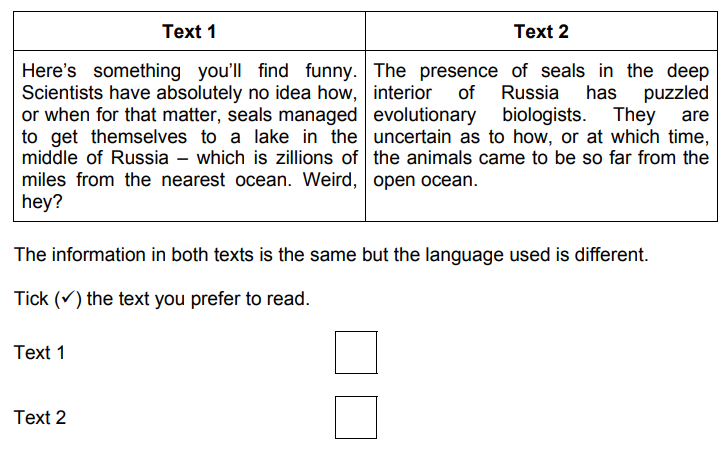 Text 1
Here's something you'll find funny.
Scientists have absolutely no idea how,
or when for that matter, seals managed
to get themselves to a lake in the
middle of Russia – which is zillions of
miles from the nearest ocean. Weird,
hey?
Text 2
The presence of seals in the deep
interior of Russia has puzzled
evolutionary biologists. They are
uncertain as to how, or at which time,
the animals came to be so far from the
open ocean.
The information in both texts is the same but the language used is different.
Tick (✓) the text you prefer to read.
Text 1
Text 2